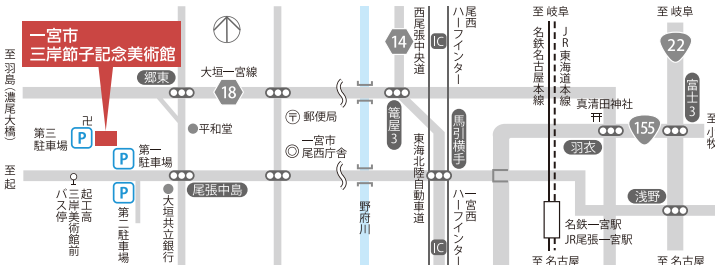 一宮市
三岸節子記念美術館
至羽島(濃尾大橋)
至起
郷東
大垣一宮線
18
14
西尾張中央道
尾西
ハーフインター
IC
至 岐阜
名鉄名古屋本線
JR東海道本線
至 岐阜
22
富士3
真清田神社
155
至小牧
羽衣
浅野
第三
駐車場
P
P
第一
駐車場
P
第二駐車場
平和堂
〒
郵便局
一宮市
尾西庁舎
籠屋3
馬引横手
東海北陸自動車道
尾張中島
起工高
三岸美術館前
バス停
大垣共立銀行
野府川
一宮西
ハーフインター
IC
名鉄一宮駅
JR尾張一宮駅
至 名古屋
至 名古屋